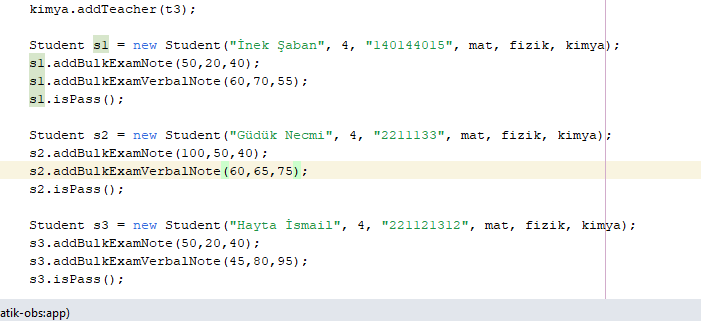 kimya.addTeacher(t3);
Student s1 = new Student("İnek Şaban", 4, "140144015", mat, fizik, kimya);
s1.addBulkExamNote(50,20,40);
s1.addBulkExamVerbalNote(60,70,55);
s1.isPass();
Student s2 = new Student("Güdük Necmi", 4, "2211133", mat, fizik, kimya);
s2.addBulkExamNote(100,50,40);
s2.addBulkExamVerbalNote(60,65,75);
s2.isPass();
Student s3 = new Student("Hayta İsmail", 4, "221121312", mat, fizik, kimya);
s3.addBulkExamNote(50,20,40);
s3.addBulkExamVerbalNote(45,80,95);
s3.isPass();
atik-obs:app)